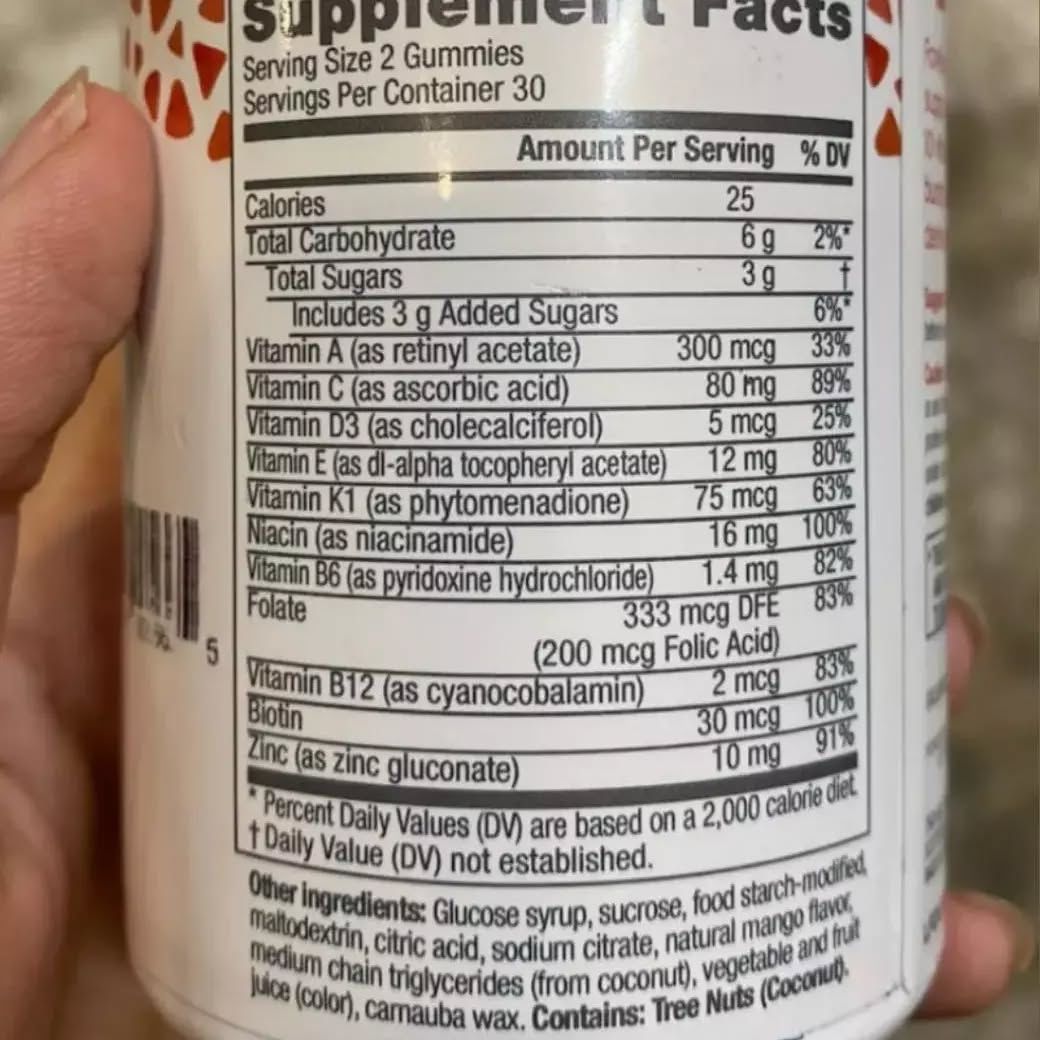 Supplement Facts
Serving Size 2 Gummies
Servings Per Container 30
Amount Per Serving % DV
Calories 25
Total Carbohydrate 6 g 2%*
Total Sugars 3 g †
Includes 3 g Added Sugars 6%*
Vitamin A (as retinyl acetate) 300 mcg 33%
Vitamin C (as ascorbic acid) 80 mg 89%
Vitamin D3 (as cholecalciferol) 5 mcg 25%
Vitamin E (as dl-alpha tocopheryl acetate) 12 mg 80%
Vitamin K1 (as phytomenadione) 75 mcg 63%
Niacin (as niacinamide) 16 mg 100%
Vitamin B6 (as pyridoxine hydrochloride) 1.4 mg 82%
Folate 333 mcg DFE 83%
(200 mcg Folic Acid)
Vitamin B12 (as cyanocobalamin) 2 mcg 83%
Biotin 30 mcg 100%
Zinc (as zinc gluconate) 10 mg 91%
* Percent Daily Values (DV) are based on a 2,000 calorie diet.
† Daily Value (DV) not established.
Other ingredients: Glucose syrup, sucrose, food starch-modified,
maltodextrin, citric acid, sodium citrate, natural mango flavor,
medium chain triglycerides (from coconut), vegetable and fruit
juice (color), carnauba wax. Contains: Tree Nuts (Coconut).
5